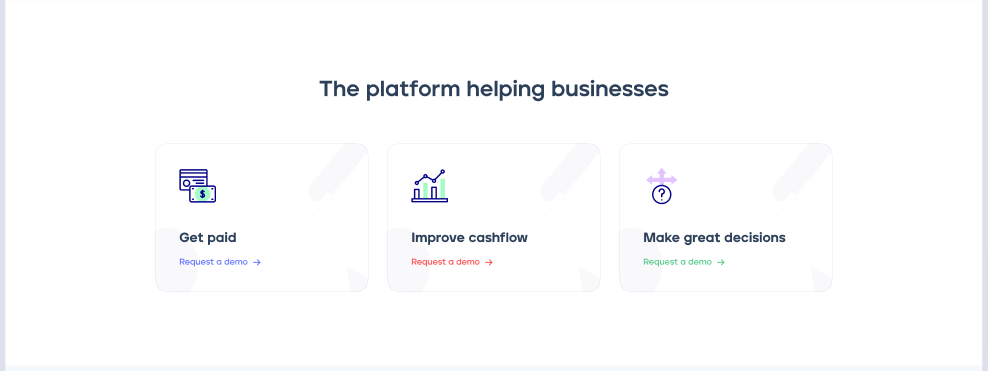 The platform helping businesses
$
Get paid
Request a demo →
?
Improve cashflow
Request a demo →
Make great decisions
Request a demo →